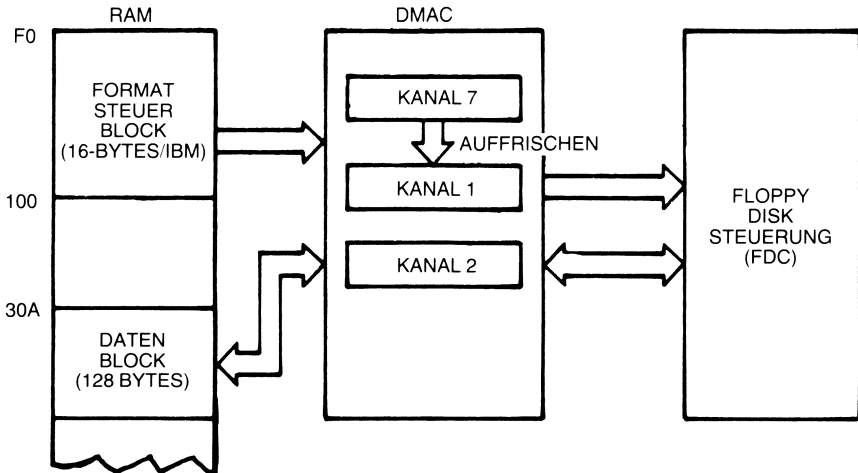 RAM
F0
FORMAT
STEUER
BLOCK
(16-BYTES/IBM)
100
30A
DATEN
BLOCK
(128 BYTES)
DMAC
KANAL 7
AUFFRISCHEN
KANAL 1
KANAL 2
FLOPPY
DISK
STEUERUNG
(FDC)